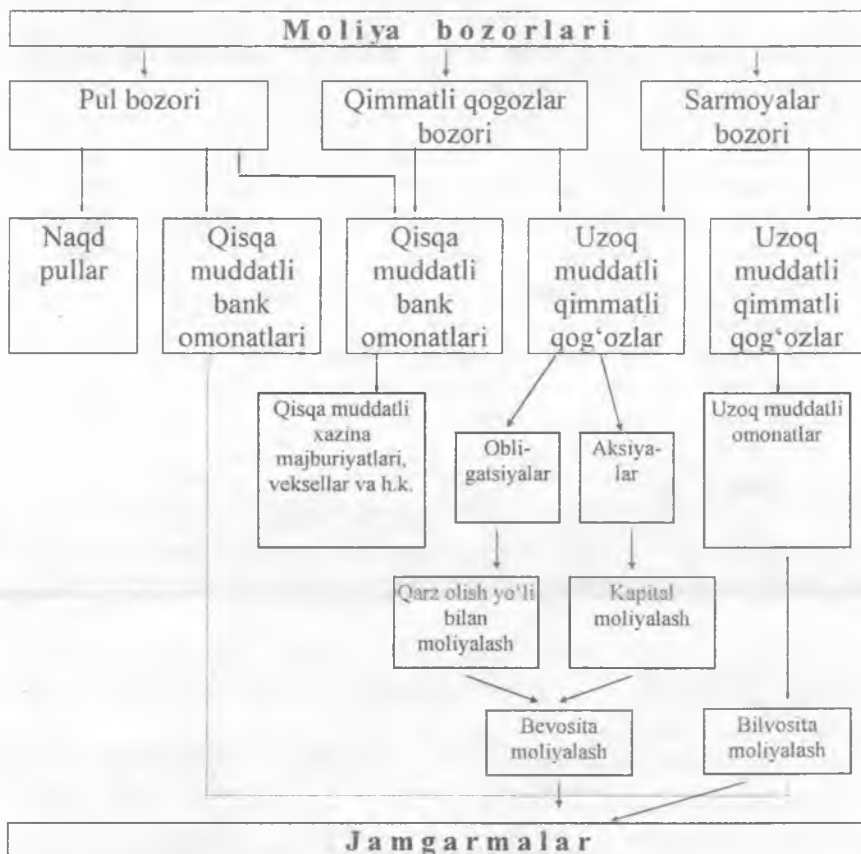 Moliya bozorlari
Pul bozori
Qimmatli qogozlar
bozori
Sarmoyalar
bozori
Naqd
pullar
Qisqa
muddatli
bank
omonatlari
Qisqa
muddatli
bank
omonatlari
Uzoq
muddatli
qimmatli
qog‘ozlar
Uzoq
muddatli
qimmatli
qog‘ozlar
Qisqa muddatli
xazina
majburiyatlari,
veksellar va h.k.
Obli-
gatsiyalar
Aksiya-
lar
Uzoq muddatli
omonatlar
Qarz olish yo‘li
bilan
moliyalash
Kapital
moliyalash
Bevosita
moliyalash
Bilvosita
moliyalash
Jamgarmalar